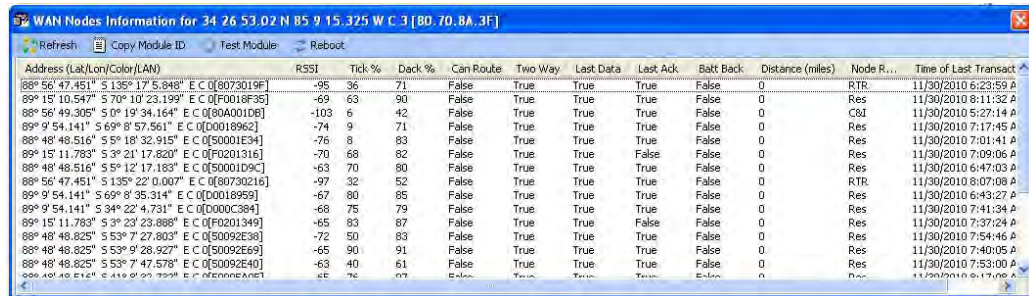 WAN Nodes Information for 34 26 53.02 N 85 9 15.325 W C 3 [80.70.8A.3F]
Refresh Copy Module ID Test Module Reboot
Address (Lat/Lon/Color/LAN) RSSI Tick % Dack % Can Route Two Way Last Data Last Ack Batt Back Distance (miles) Node R... Time of Last Transact
88° 56' 47.451" S 135° 17' 5.848" E C 0[8073019F] -95 36 71 False True True True False 0 RTR 11/30/2010 6:23:59 A
89° 15' 10.547" S 70° 10' 23.199" E C 0[F0018F35] -69 63 90 False True True True False 0 Res 11/30/2010 8:11:32 A
88° 56' 49.305" S 0° 19' 34.164" E C 0[80A001DB] -103 6 42 False True True True False 0 C&I 11/30/2010 5:27:14 A
89° 9' 54.141" S 69° 8' 57.561" E C 0[D0018962] -74 9 71 False True True True False 0 Res 11/30/2010 7:17:45 A
88° 48' 48.516" S 5° 18' 32.915" E C 0[50001E34] -76 8 83 False True True True False 0 Res 11/30/2010 7:01:41 A
89° 15' 11.783" S 3° 21' 17.820" E C 0[F0201316] -70 68 82 False True True False False 0 Res 11/30/2010 7:09:06 A
88° 48' 48.516" S 5° 12' 17.183" E C 0[50001D9C] -63 70 80 False True True True False 0 Res 11/30/2010 6:47:03 A
88° 56' 47.451" S 135° 22' 0.007" E C 0[80730216] -97 32 52 False True True True False 0 RTR 11/30/2010 8:07:08 A
89° 9' 54.141" S 69° 8' 35.314" E C 0[D0018959] -67 80 85 False True True True False 0 Res 11/30/2010 6:43:27 A
89° 9' 54.141" S 34° 22' 4.731" E C 0[D000C384] -68 75 79 False True True True False 0 Res 11/30/2010 7:41:34 A
89° 15' 11.783" S 3° 23' 23.888" E C 0[F0201349] -65 83 87 False True True False False 0 Res 11/30/2010 7:37:24 A
88° 48' 48.825" S 53° 7' 27.803" E C 0[50092E38] -72 50 83 False True True True False 0 Res 11/30/2010 7:54:46 A
88° 48' 48.825" S 53° 9' 28.927" E C 0[50092E69] -65 90 91 False True True True False 0 Res 11/30/2010 7:40:05 A
88° 48' 48.825" S 53° 7' 47.578" E C 0[50092E40] -63 40 61 False True True True False 0 Res 11/30/2010 7:53:00 A